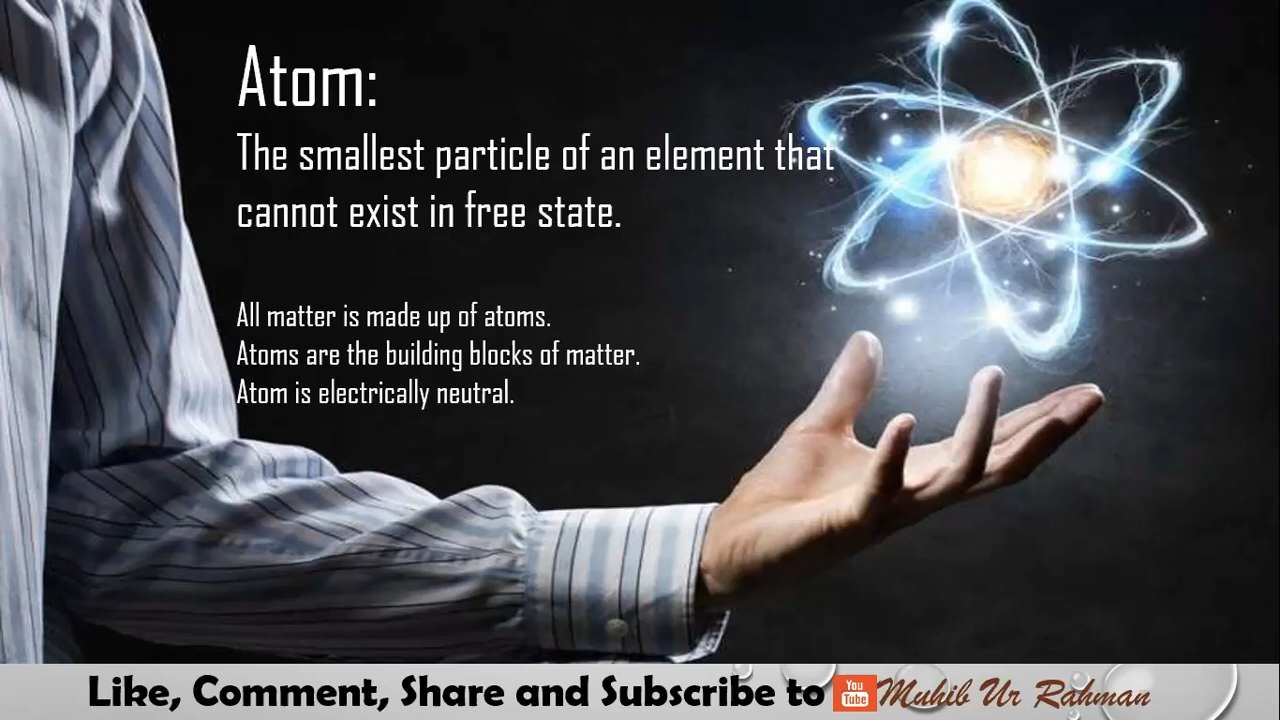 Atom:
The smallest particle of an element that
cannot exist in free state.
All matter is made up of atoms.
Atoms are the building blocks of matter.
Atom is electrically neutral.
Like, Comment, Share and Subscribe to You Tube Muhib Ur Rahman